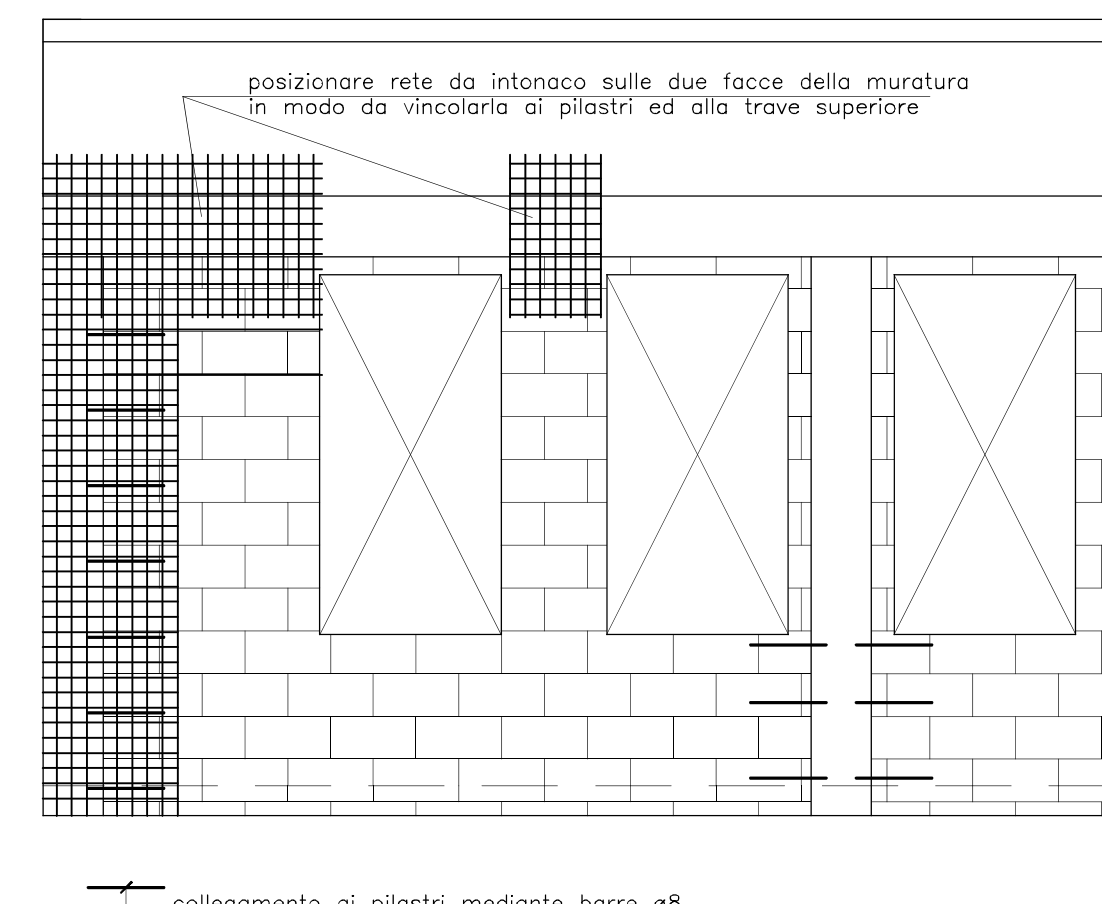 posizionare rete da intonaco sulle due facce della muratura
in modo da vincolarla ai pilastri ed alla trave superiore
collegamento ai pilastri mediante barre ø8